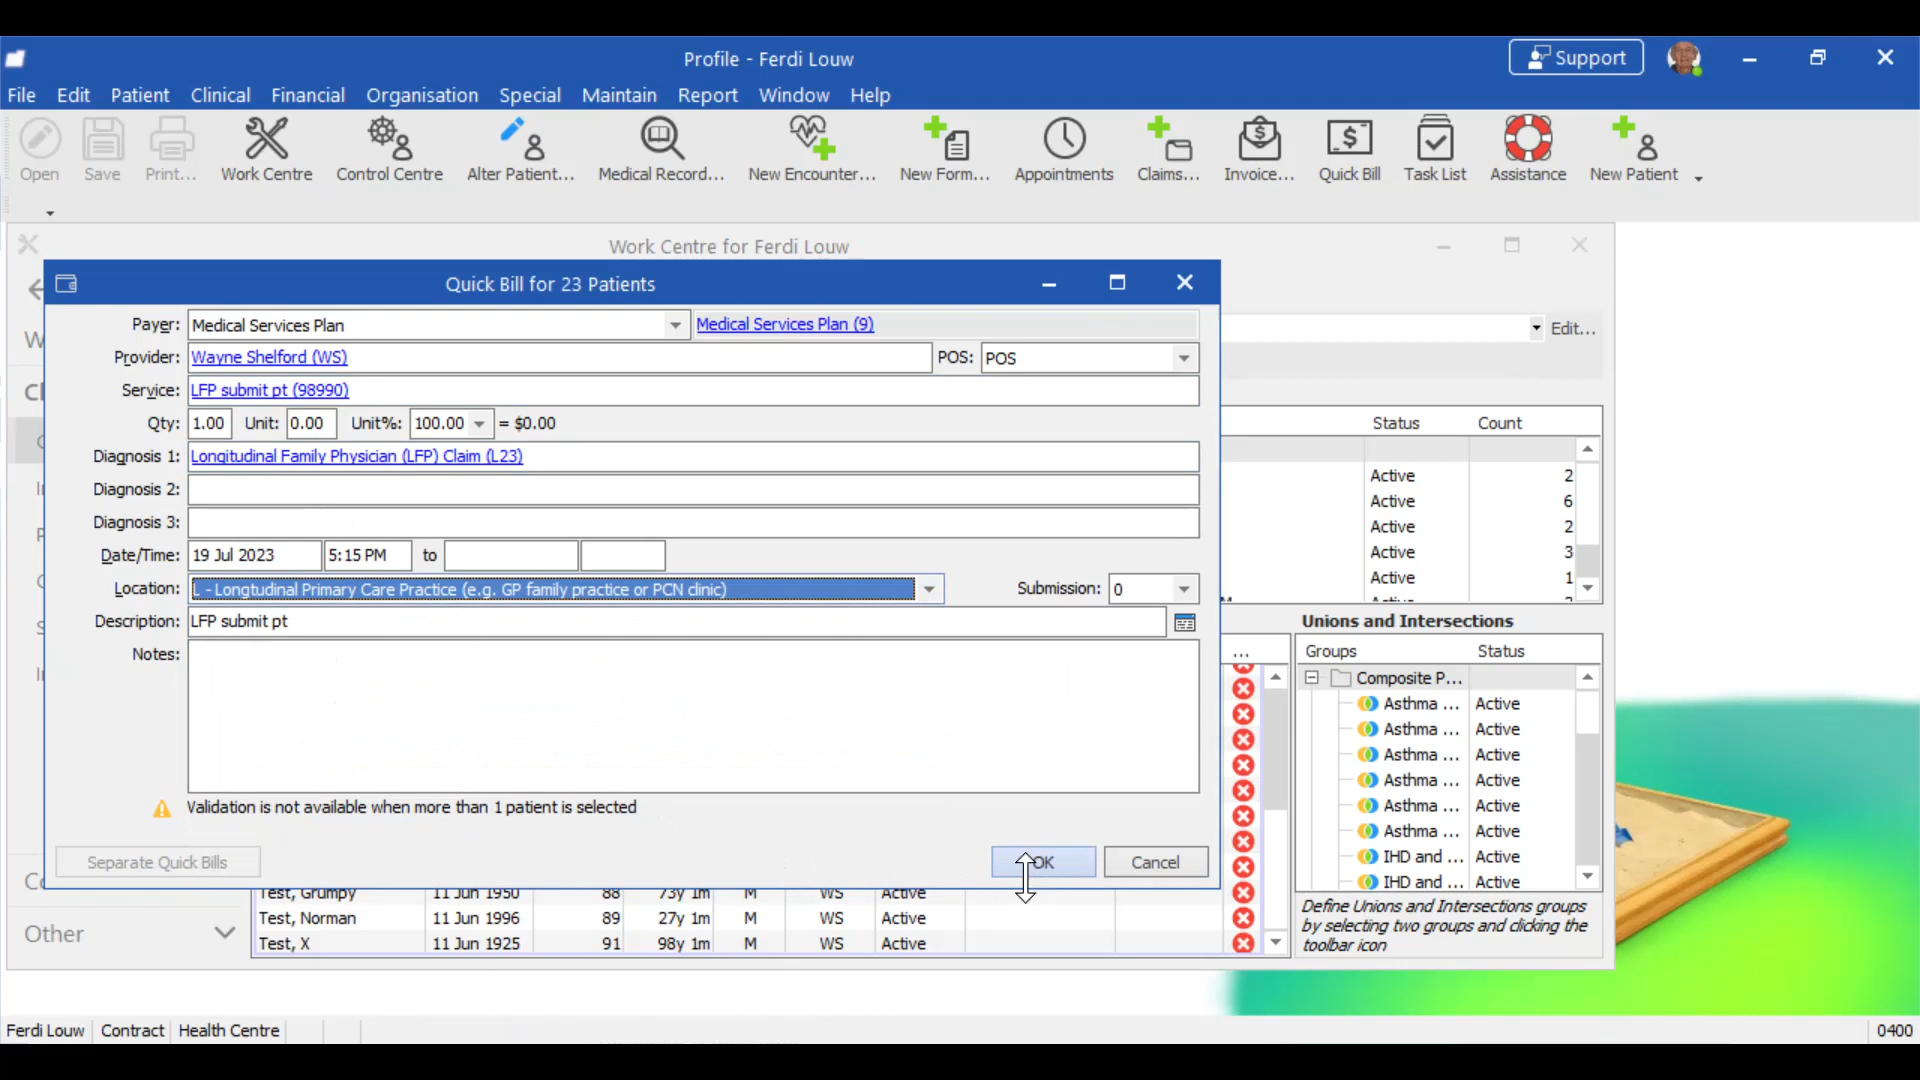 Profile - Ferdi Louw
Support
File Edit Patient Clinical Financial Organisation Special Maintain Report Window Help
Open Save Print... Work Centre Control Centre Alter Patient... Medical Record... New Encounter... New Form... Appointments Claims... Invoice... Quick Bill Task List Assistance New Patient
Work Centre for Ferdi Louw
Quick Bill for 23 Patients
Payer: Medical Services Plan Medical Services Plan (9)
Edit...
Provider: Wayne Shelford (WS) POS: POS
Service: LFP submit pt (98990)
Qty: 1.00 Unit: 0.00 Unit%: 100.00 = $0.00
Status Count
Diagnosis 1: Longitudinal Family Physician (LFP) Claim (L23)
Active 2
Diagnosis 2:
Active 6
Diagnosis 3:
Active 2
Date/Time: 19 Jul 2023 5:15 PM to
Active 3
Active 1
Location: L - Longtudinal Primary Care Practice (e.g. GP family practice or PCN clinic) Submission: 0
Description: LFP submit pt
Unions and Intersections
Notes:
... Groups Status
Composite P...
Asthma ... Active
Asthma ... Active
Asthma ... Active
Asthma ... Active
Asthma ... Active
Asthma ... Active
IHD and ... Active
IHD and ... Active
Validation is not available when more than 1 patient is selected
Separate Quick Bills OK Cancel
Test, Grumpy 11 Jun 1950 88 73y 1m M WS Active
Test, Norman 11 Jun 1996 89 27y 1m M WS Active
Test, X 11 Jun 1925 91 98y 1m M WS Active
Define Unions and Intersections groups
by selecting two groups and clicking the
toolbar icon
Other
Ferdi Louw Contract Health Centre 0400